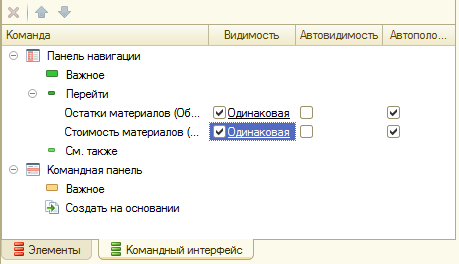 Команда Видимость Автовидимость Автополо...
Панель навигации
Важное
Перейти
Остатки материалов (Об... Одинаковая
Стоимость материалов (... Одинаковая
См. также
Командная панель
Важное
Создать на основании
Элементы Командный интерфейс